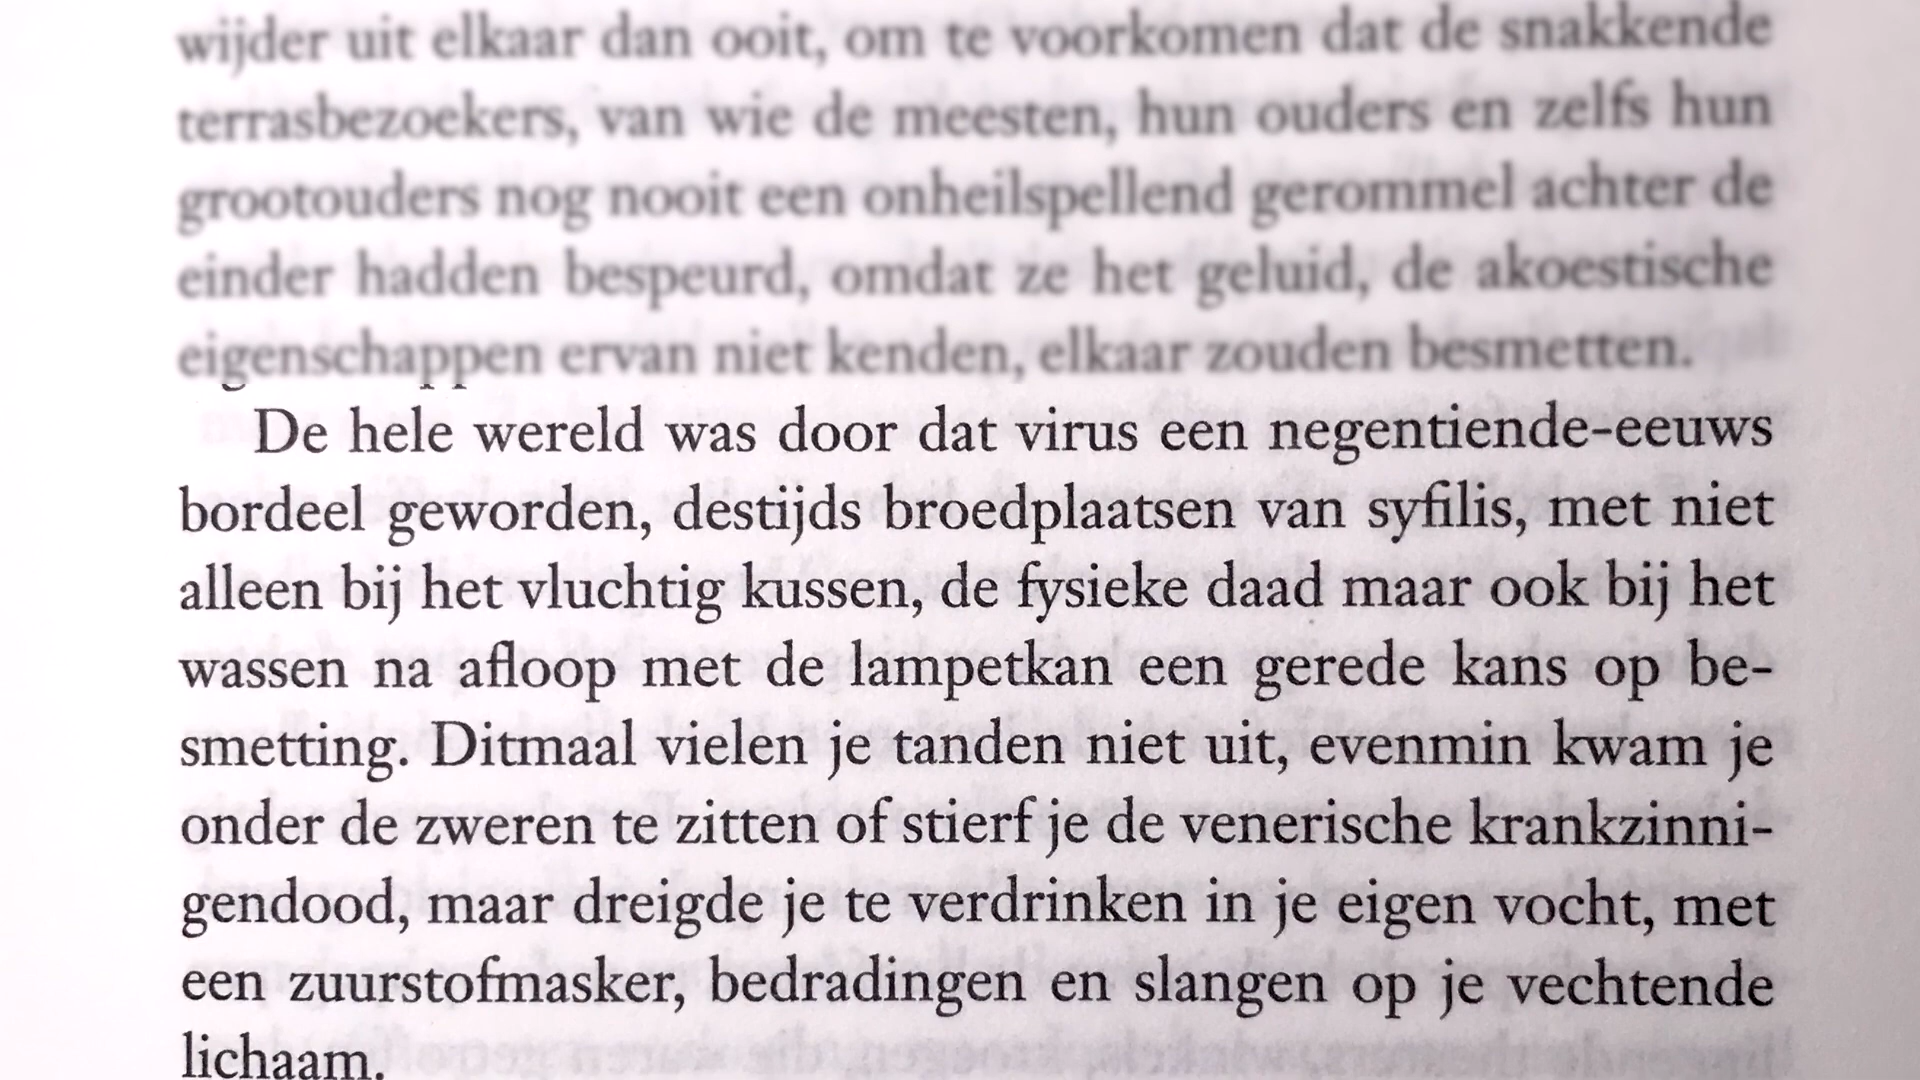 wijder uit elkaar dan ooit, om te voorkomen dat de snakkende
terrasbezoekers, van wie de meesten, hun ouders en zelfs hun
grootouders nog nooit een onheilspellend gerommel achter de
einder hadden bespeurd, omdat ze het geluid, de akoestische
eigenschappen ervan niet kenden, elkaar zouden besmetten.
De hele wereld was door dat virus een negentiende-eeuws
bordeel geworden, destijds broedplaatsen van syfilis, met niet
alleen bij het vluchtig kussen, de fysieke daad maar ook bij het
wassen na afloop met de lampetkan een gerede kans op be-
smetting. Ditmaal vielen je tanden niet uit, evenmin kwam je
onder de zweren te zitten of stierf je de venerische krankzinni-
gendood, maar dreigde je te verdrinken in je eigen vocht, met
een zuurstofmasker, bedradingen en slangen op je vechtende
lichaam.